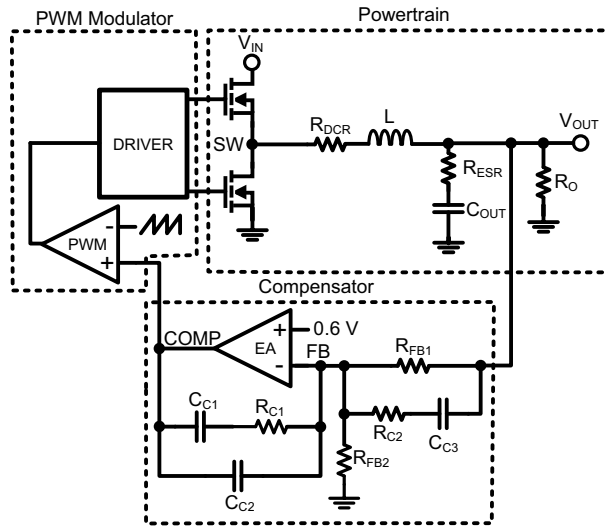 PWM Modulator
Powertrain
V_IN
DRIVER
SW
R_DCR
L
V_OUT
R_ESR
R_O
C_OUT
-
PWM
+
Compensator
COMP
+
0.6 V
EA
FB
-
R_FB1
C_C1
R_C1
R_C2
C_C3
R_FB2
C_C2